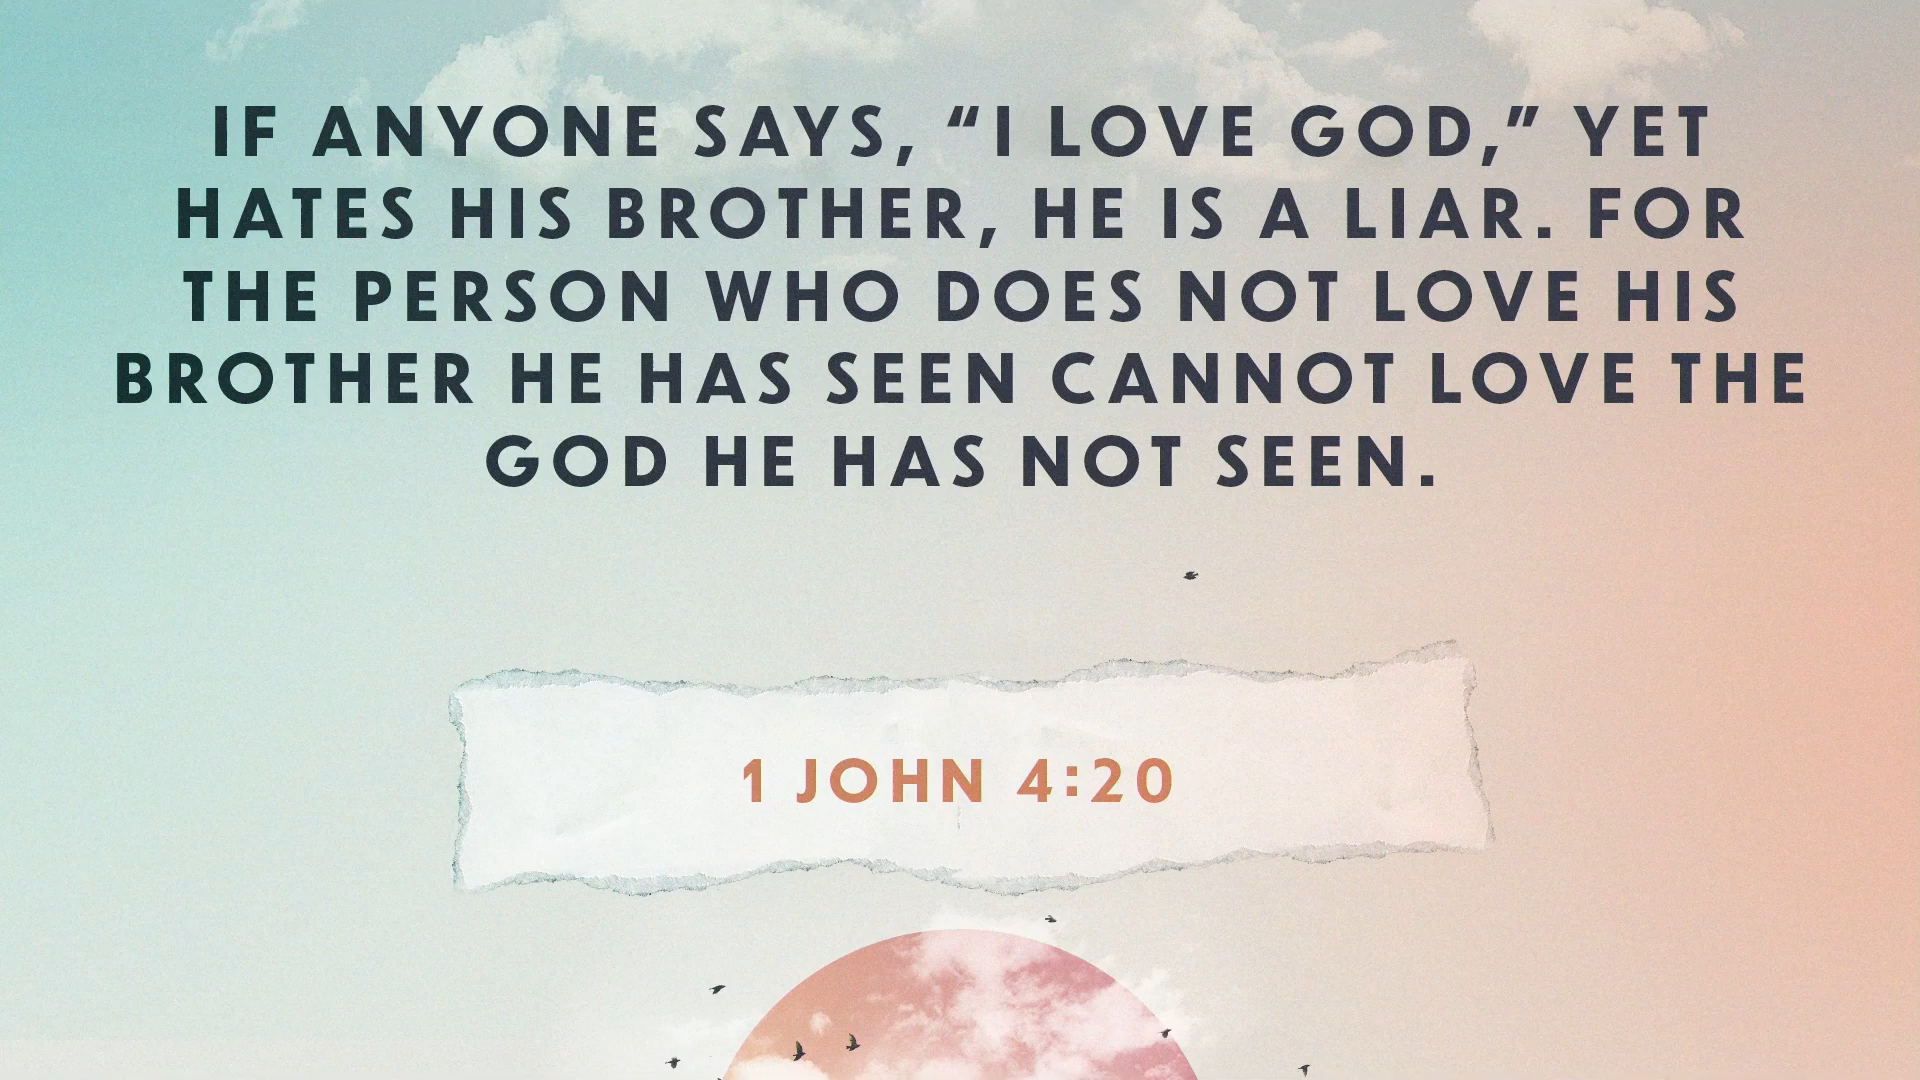 IF ANYONE SAYS, “I LOVE GOD,” YET
HATES HIS BROTHER, HE IS A LIAR. FOR
THE PERSON WHO DOES NOT LOVE HIS
BROTHER HE HAS SEEN CANNOT LOVE THE
GOD HE HAS NOT SEEN.
1 JOHN 4:20